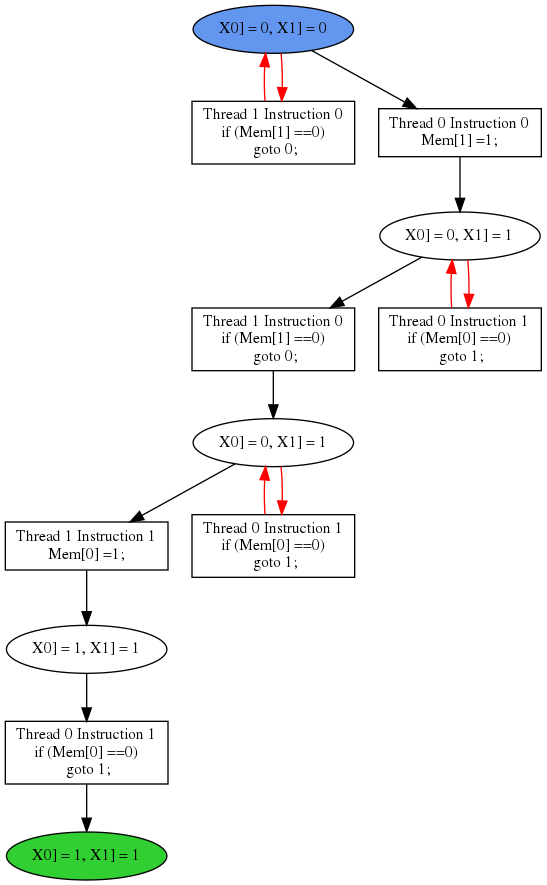 X0] = 0, X1] = 0
Thread 1 Instruction 0
if (Mem[1] ==0)
goto 0;
Thread 0 Instruction 0
Mem[1] =1;
X0] = 0, X1] = 1
Thread 1 Instruction 0
if (Mem[1] ==0)
goto 0;
Thread 0 Instruction 1
if (Mem[0] ==0)
goto 1;
X0] = 0, X1] = 1
Thread 1 Instruction 1
Mem[0] =1;
Thread 0 Instruction 1
if (Mem[0] ==0)
goto 1;
X0] = 1, X1] = 1
Thread 0 Instruction 1
if (Mem[0] ==0)
goto 1;
X0] = 1, X1] = 1